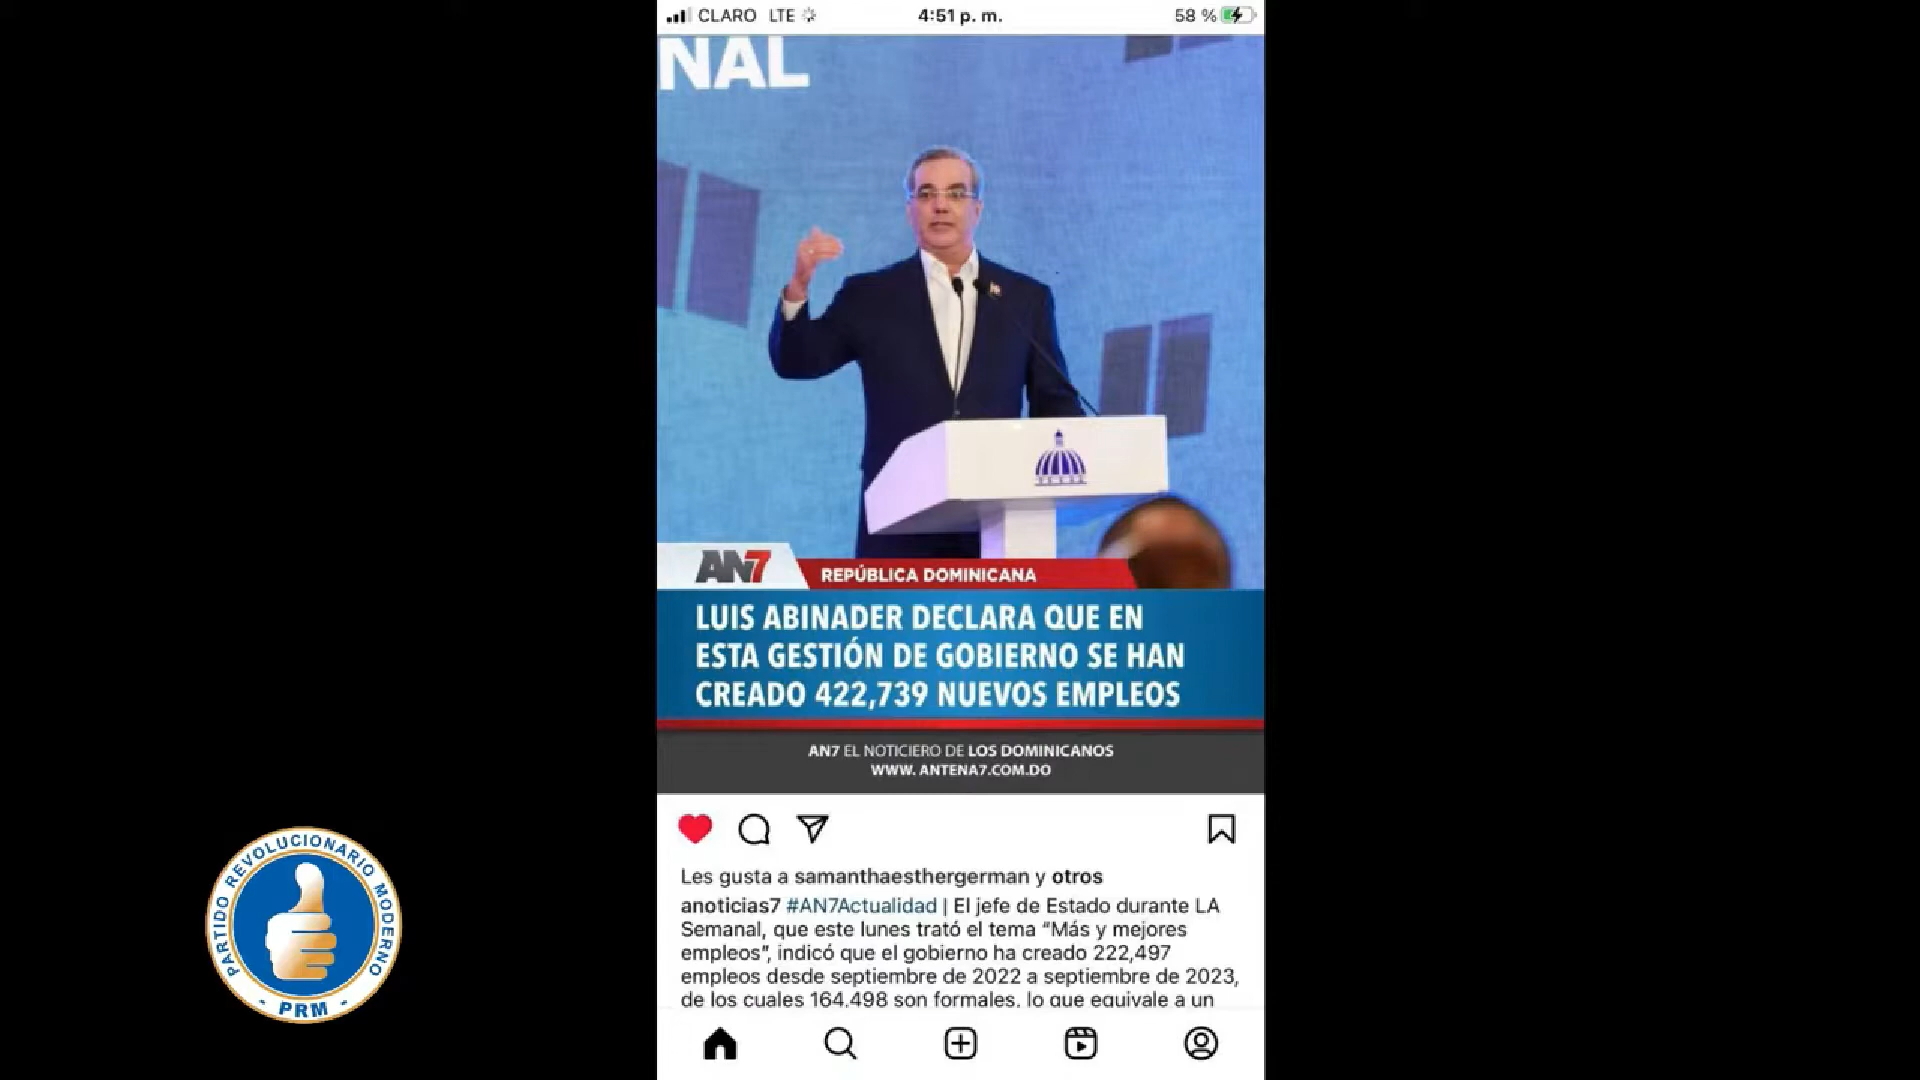 CLARO LTE 4:51 p. m. 58 %
NAL
AN7
REPÚBLICA DOMINICANA
LUIS ABINADER DECLARA QUE EN
ESTA GESTIÓN DE GOBIERNO SE HAN
CREADO 422,739 NUEVOS EMPLEOS
AN7 EL NOTICIERO DE LOS DOMINICANOS
WWW. ANTENA7.COM.DO
Les gusta a samanthaesthergerman y otros
anoticias7 #AN7Actualidad | El jefe de Estado durante LA
Semanal, que este lunes trató el tema “Más y mejores
empleos”, indicó que el gobierno ha creado 222,497
empleos desde septiembre de 2022 a septiembre de 2023,
de los cuales 164,498 son formales, lo que equivale a un
PARTIDO REVOLUCIONARIO MODERNO
- PRM -